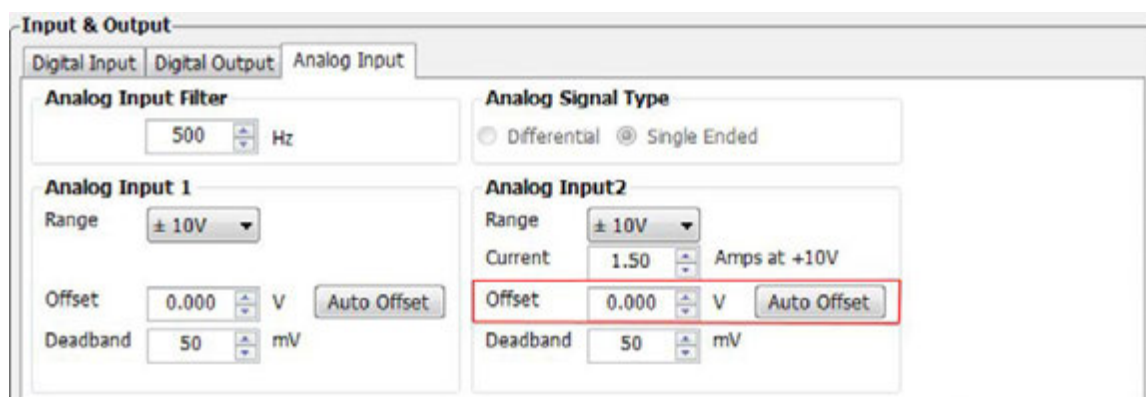 Input & Output
Digital Input Digital Output Analog Input
Analog Input Filter
500 Hz
Analog Signal Type
Differential Single Ended
Analog Input 1
Range ± 10V
Offset 0.000 V Auto Offset
Deadband 50 mV
Analog Input2
Range ± 10V
Current 1.50 Amps at +10V
Offset 0.000 V Auto Offset
Deadband 50 mV